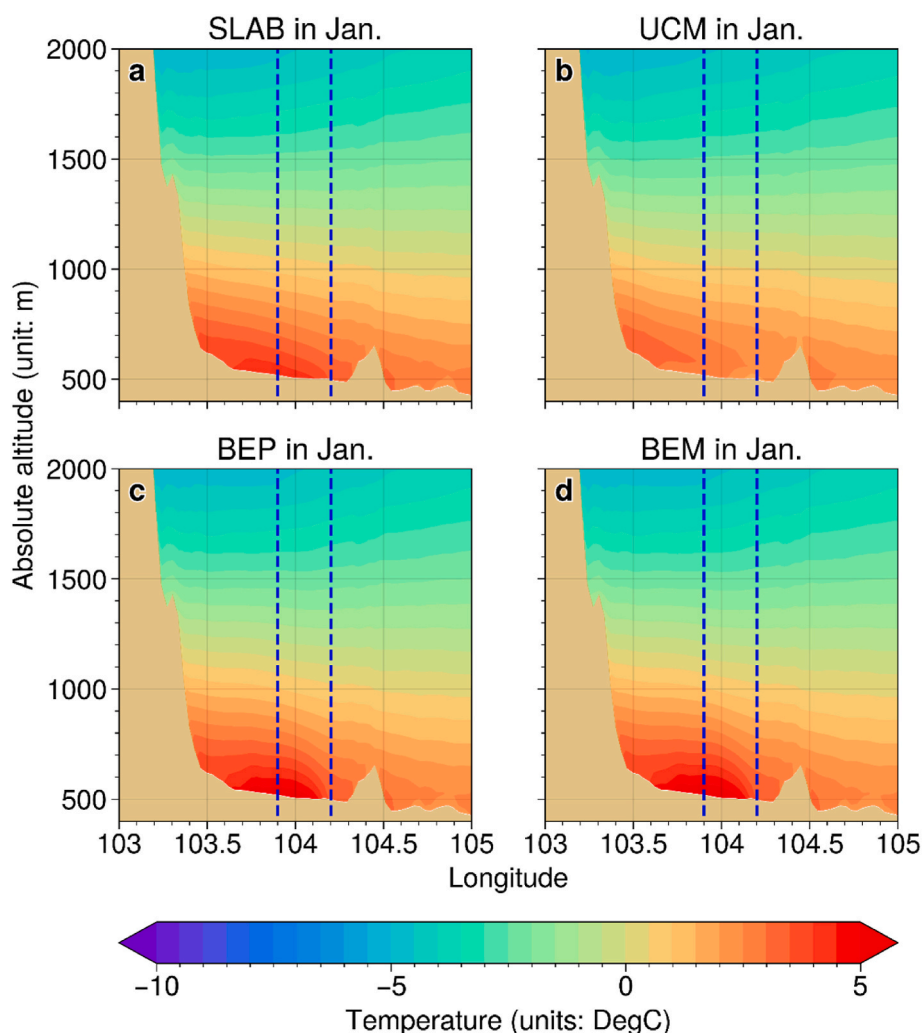 SLAB in Jan.
UCM in Jan.
2000
1500
1000
500
a
b
BEP in Jan.
BEM in Jan.
2000
1500
1000
500
c
d
103 103.5 104 104.5 105
103 103.5 104 104.5 105
Absolute altitude (unit: m)
Longitude
−10 −5 0 5
Temperature (units: DegC)